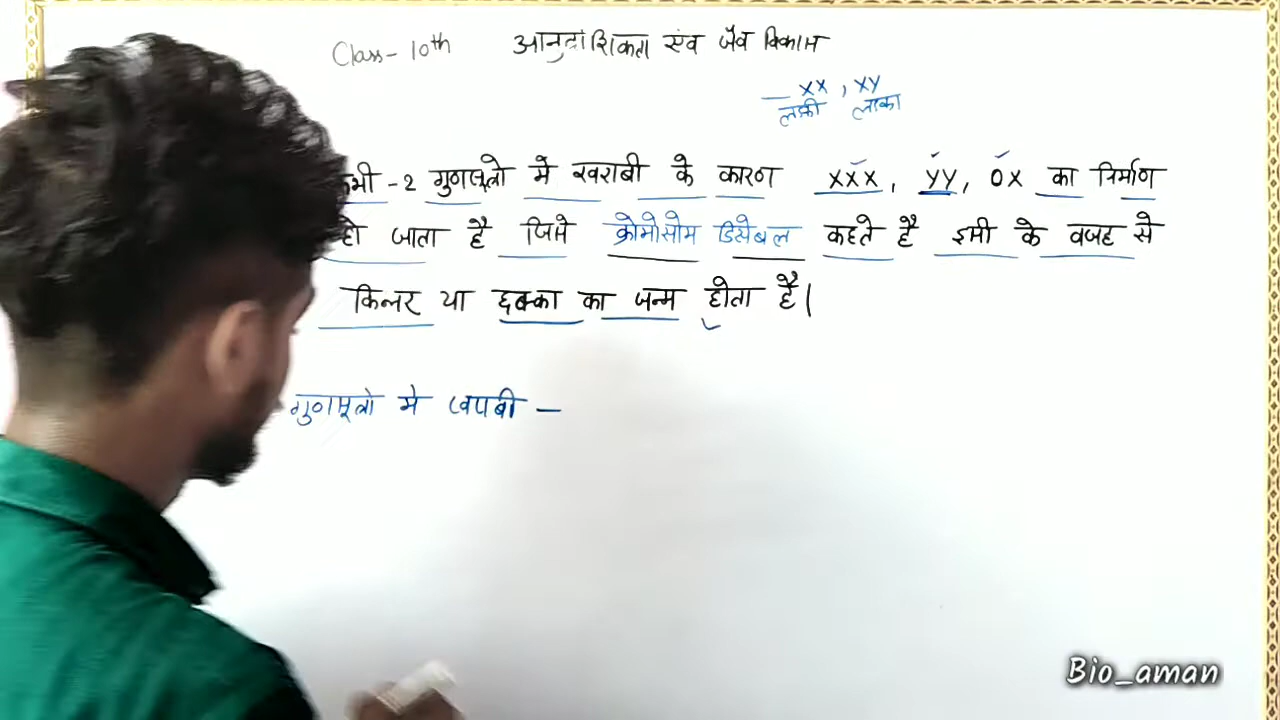 Class- 10th आनुवांशिकता एंव जैव विकास
XX , XY
लड़की लड़का
कभी -2 गुणसूत्रो में खराबी के कारण XXX, YY, OX का निर्माण
हो जाता है जिसे क्रोमोसोम डिसेबल कहते है इसी के वजह से
किन्नर या छक्का का जन्म होता है।
गुणसूत्रो में खराबी –
Bio_aman